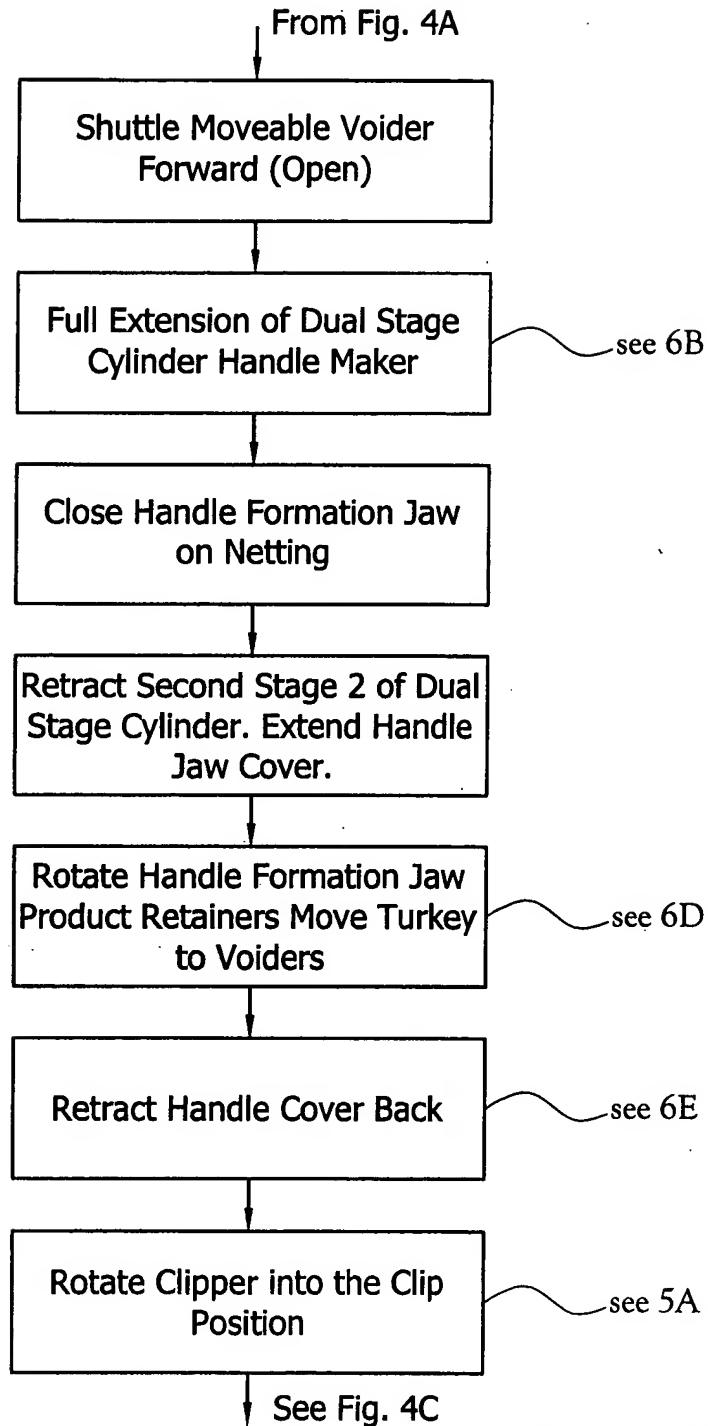 From Fig. 4A
Shuttle Moveable Voider
Forward (Open)
Full Extension of Dual Stage
Cylinder Handle Maker
see 6B
Close Handle Formation Jaw
on Netting
Retract Second Stage 2 of Dual
Stage Cylinder. Extend Handle
Jaw Cover.
Rotate Handle Formation Jaw
Product Retainers Move Turkey
to Voiders
see 6D
Retract Handle Cover Back
see 6E
Rotate Clipper into the Clip
Position
see 5A
See Fig. 4C